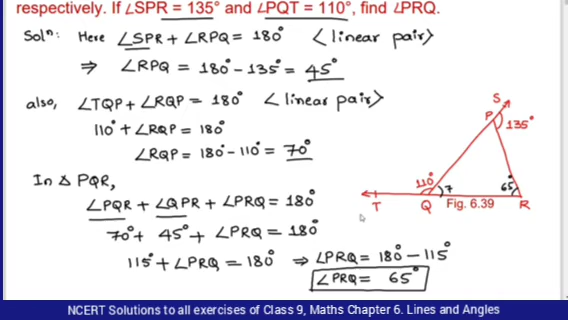 respectively. If ∠SPR = 135° and ∠PQT = 110°, find ∠PRQ.
Solⁿ: Here ∠SPR + ∠RPQ = 180° <linear pair>
⇒ ∠RPQ = 180° - 135° = 45°
also, ∠TQP + ∠RQP = 180° <linear pair>
110° + ∠RQP = 180°
∠RQP = 180° - 110° = 70°
In △ PQR,
∠PQR + ∠QPR + ∠PRQ = 180°
70° + 45° + ∠PRQ = 180°
115° + ∠PRQ = 180° ⇒ ∠PRQ = 180° - 115°
∠PRQ = 65°
S
P
135°
110°
7
65°
T
Q
Fig. 6.39
R
NCERT Solutions to all exercises of Class 9, Maths Chapter 6. Lines and Angles